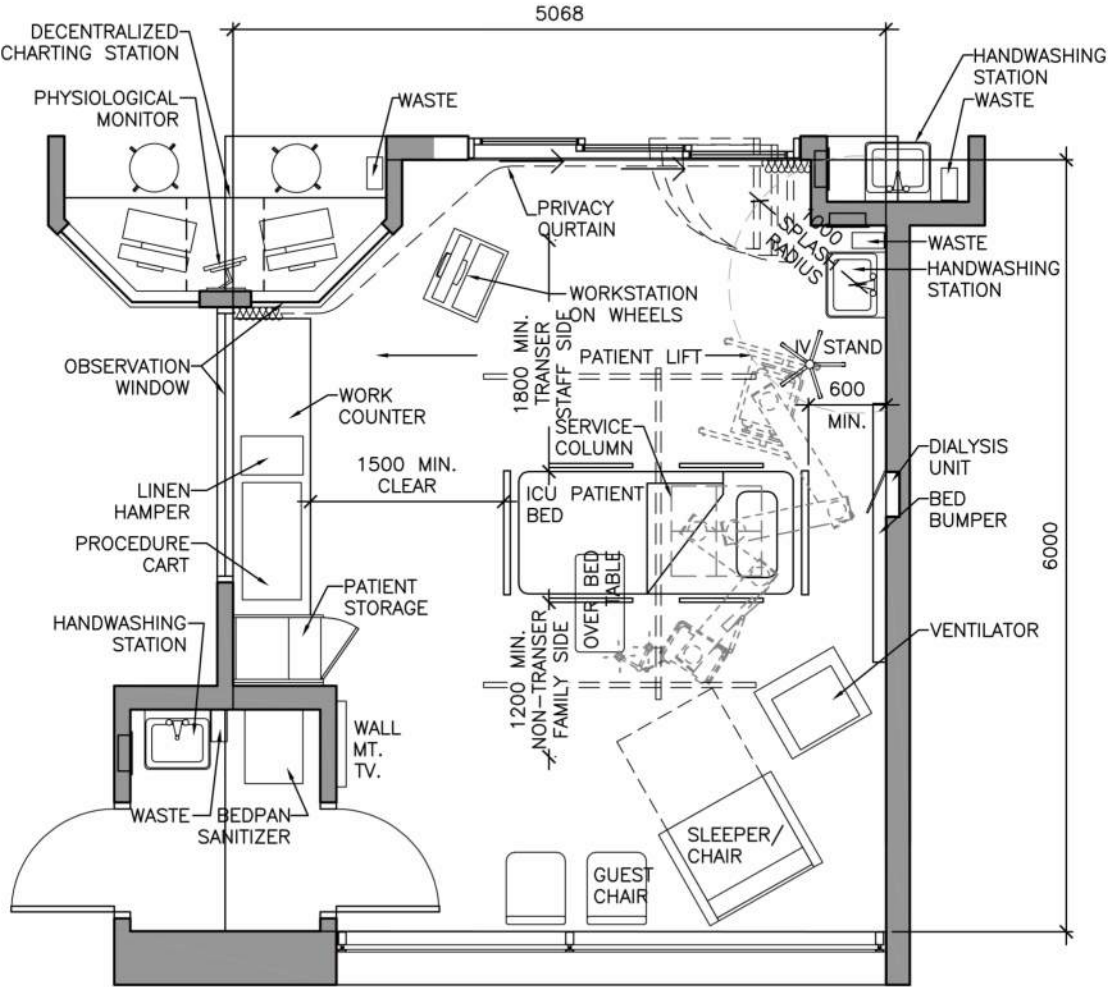 5068
DECENTRALIZED
CHARTING STATION
PHYSIOLOGICAL
MONITOR
WASTE
HANDWASHING
STATION
WASTE
PRIVACY
QURTAIN
1000
SPLASH
RADIUS
WASTE
HANDWASHING
STATION
WORKSTATION
ON WHEELS
OBSERVATION
WINDOW
1800 MIN.
TRANSER
STAFF SIDE
PATIENT LIFT
IV STAND
600
MIN.
WORK
COUNTER
SERVICE
COLUMN
DIALYSIS
UNIT
1500 MIN.
CLEAR
ICU PATIENT
BED
LINEN
HAMPER
BED
BUMPER
PROCEDURE
CART
6000
PATIENT
STORAGE
OVER BED
TABLE
HANDWASHING
STATION
1200 MIN.
NON-TRANSER
FAMILY SIDE
VENTILATOR
WALL
MT.
TV.
WASTE
BEDPAN
SANITIZER
SLEEPER/
CHAIR
GUEST
CHAIR